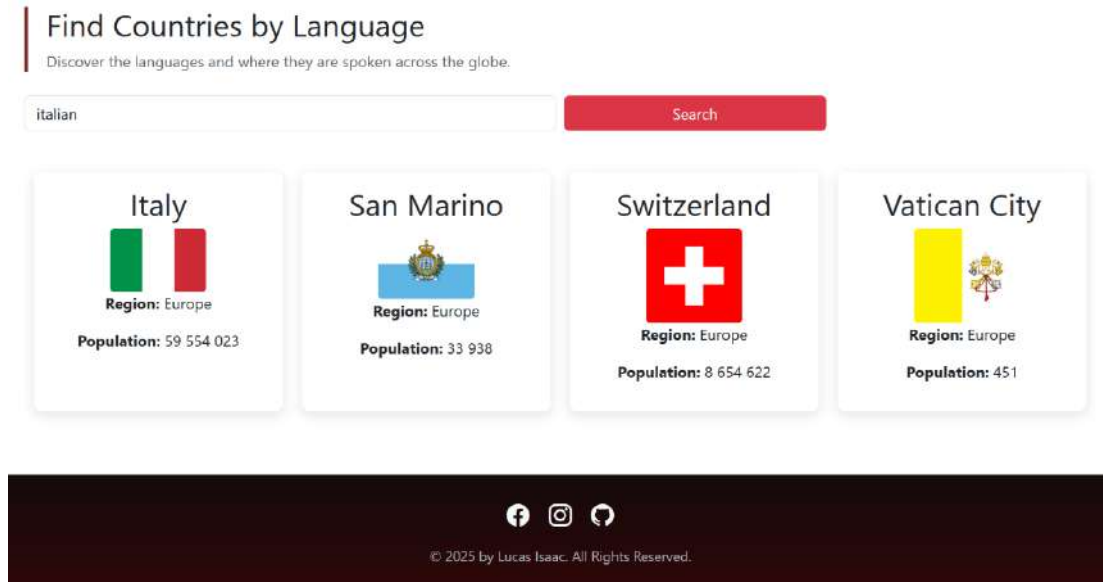 Find Countries by Language
Discover the languages and where they are spoken across the globe.
italian
Search
Italy
Region: Europe
Population: 59 554 023
San Marino
Region: Europe
Population: 33 938
Switzerland
Region: Europe
Population: 8 654 622
Vatican City
Region: Europe
Population: 451
© 2025 by Lucas Isaac. All Rights Reserved.